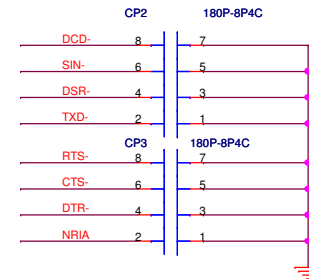 CP2 180P-8P4C
DCD- 8 7
SIN- 6 5
DSR- 4 3
TXD- 2 1
CP3 180P-8P4C
RTS- 8 7
CTS- 6 5
DTR- 4 3
NRIA 2 1